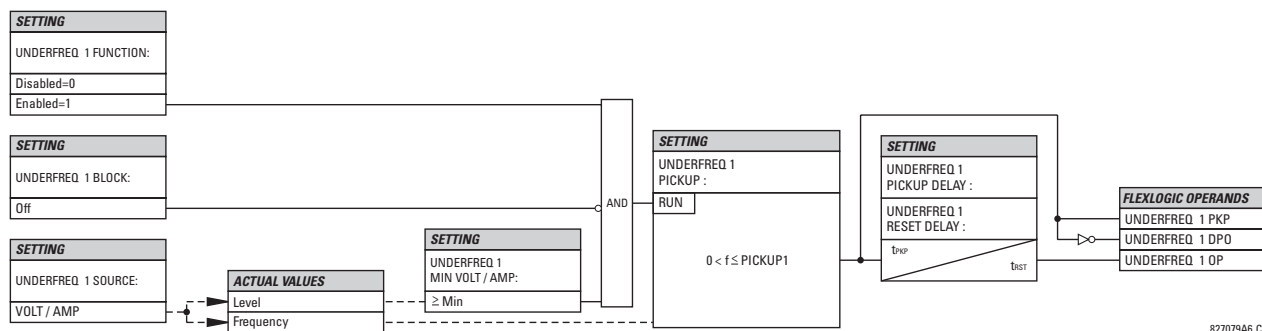 SETTING
UNDERFREQ 1 FUNCTION:
Disabled=0
Enabled=1
SETTING
UNDERFREQ 1 BLOCK:
Off
SETTING
UNDERFREQ 1 SOURCE:
VOLT / AMP
ACTUAL VALUES
Level
Frequency
SETTING
UNDERFREQ 1
MIN VOLT / AMP:
≥ Min
AND
SETTING
UNDERFREQ 1
PICKUP :
RUN
0 < f ≤ PICKUP1
SETTING
UNDERFREQ 1
PICKUP DELAY :
UNDERFREQ 1
RESET DELAY :
tPKP
tRST
FLEXLOGIC OPERANDS
UNDERFREQ 1 PKP
UNDERFREQ 1 DPO
UNDERFREQ 1 OP